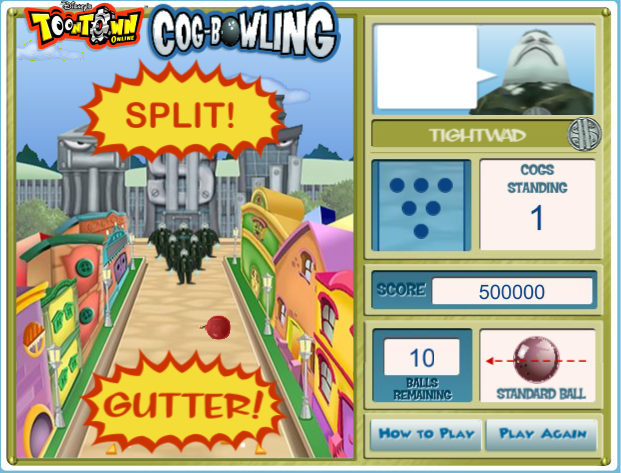 Disney's
TOONTOWN
ONLINE
COG-BOWLING
SPLIT!
GUTTER!
TIGHTWAD
COGS
STANDING
1
SCORE 500000
10
BALLS
REMAINING
STANDARD BALL
HOW TO PLAY
PLAY AGAIN